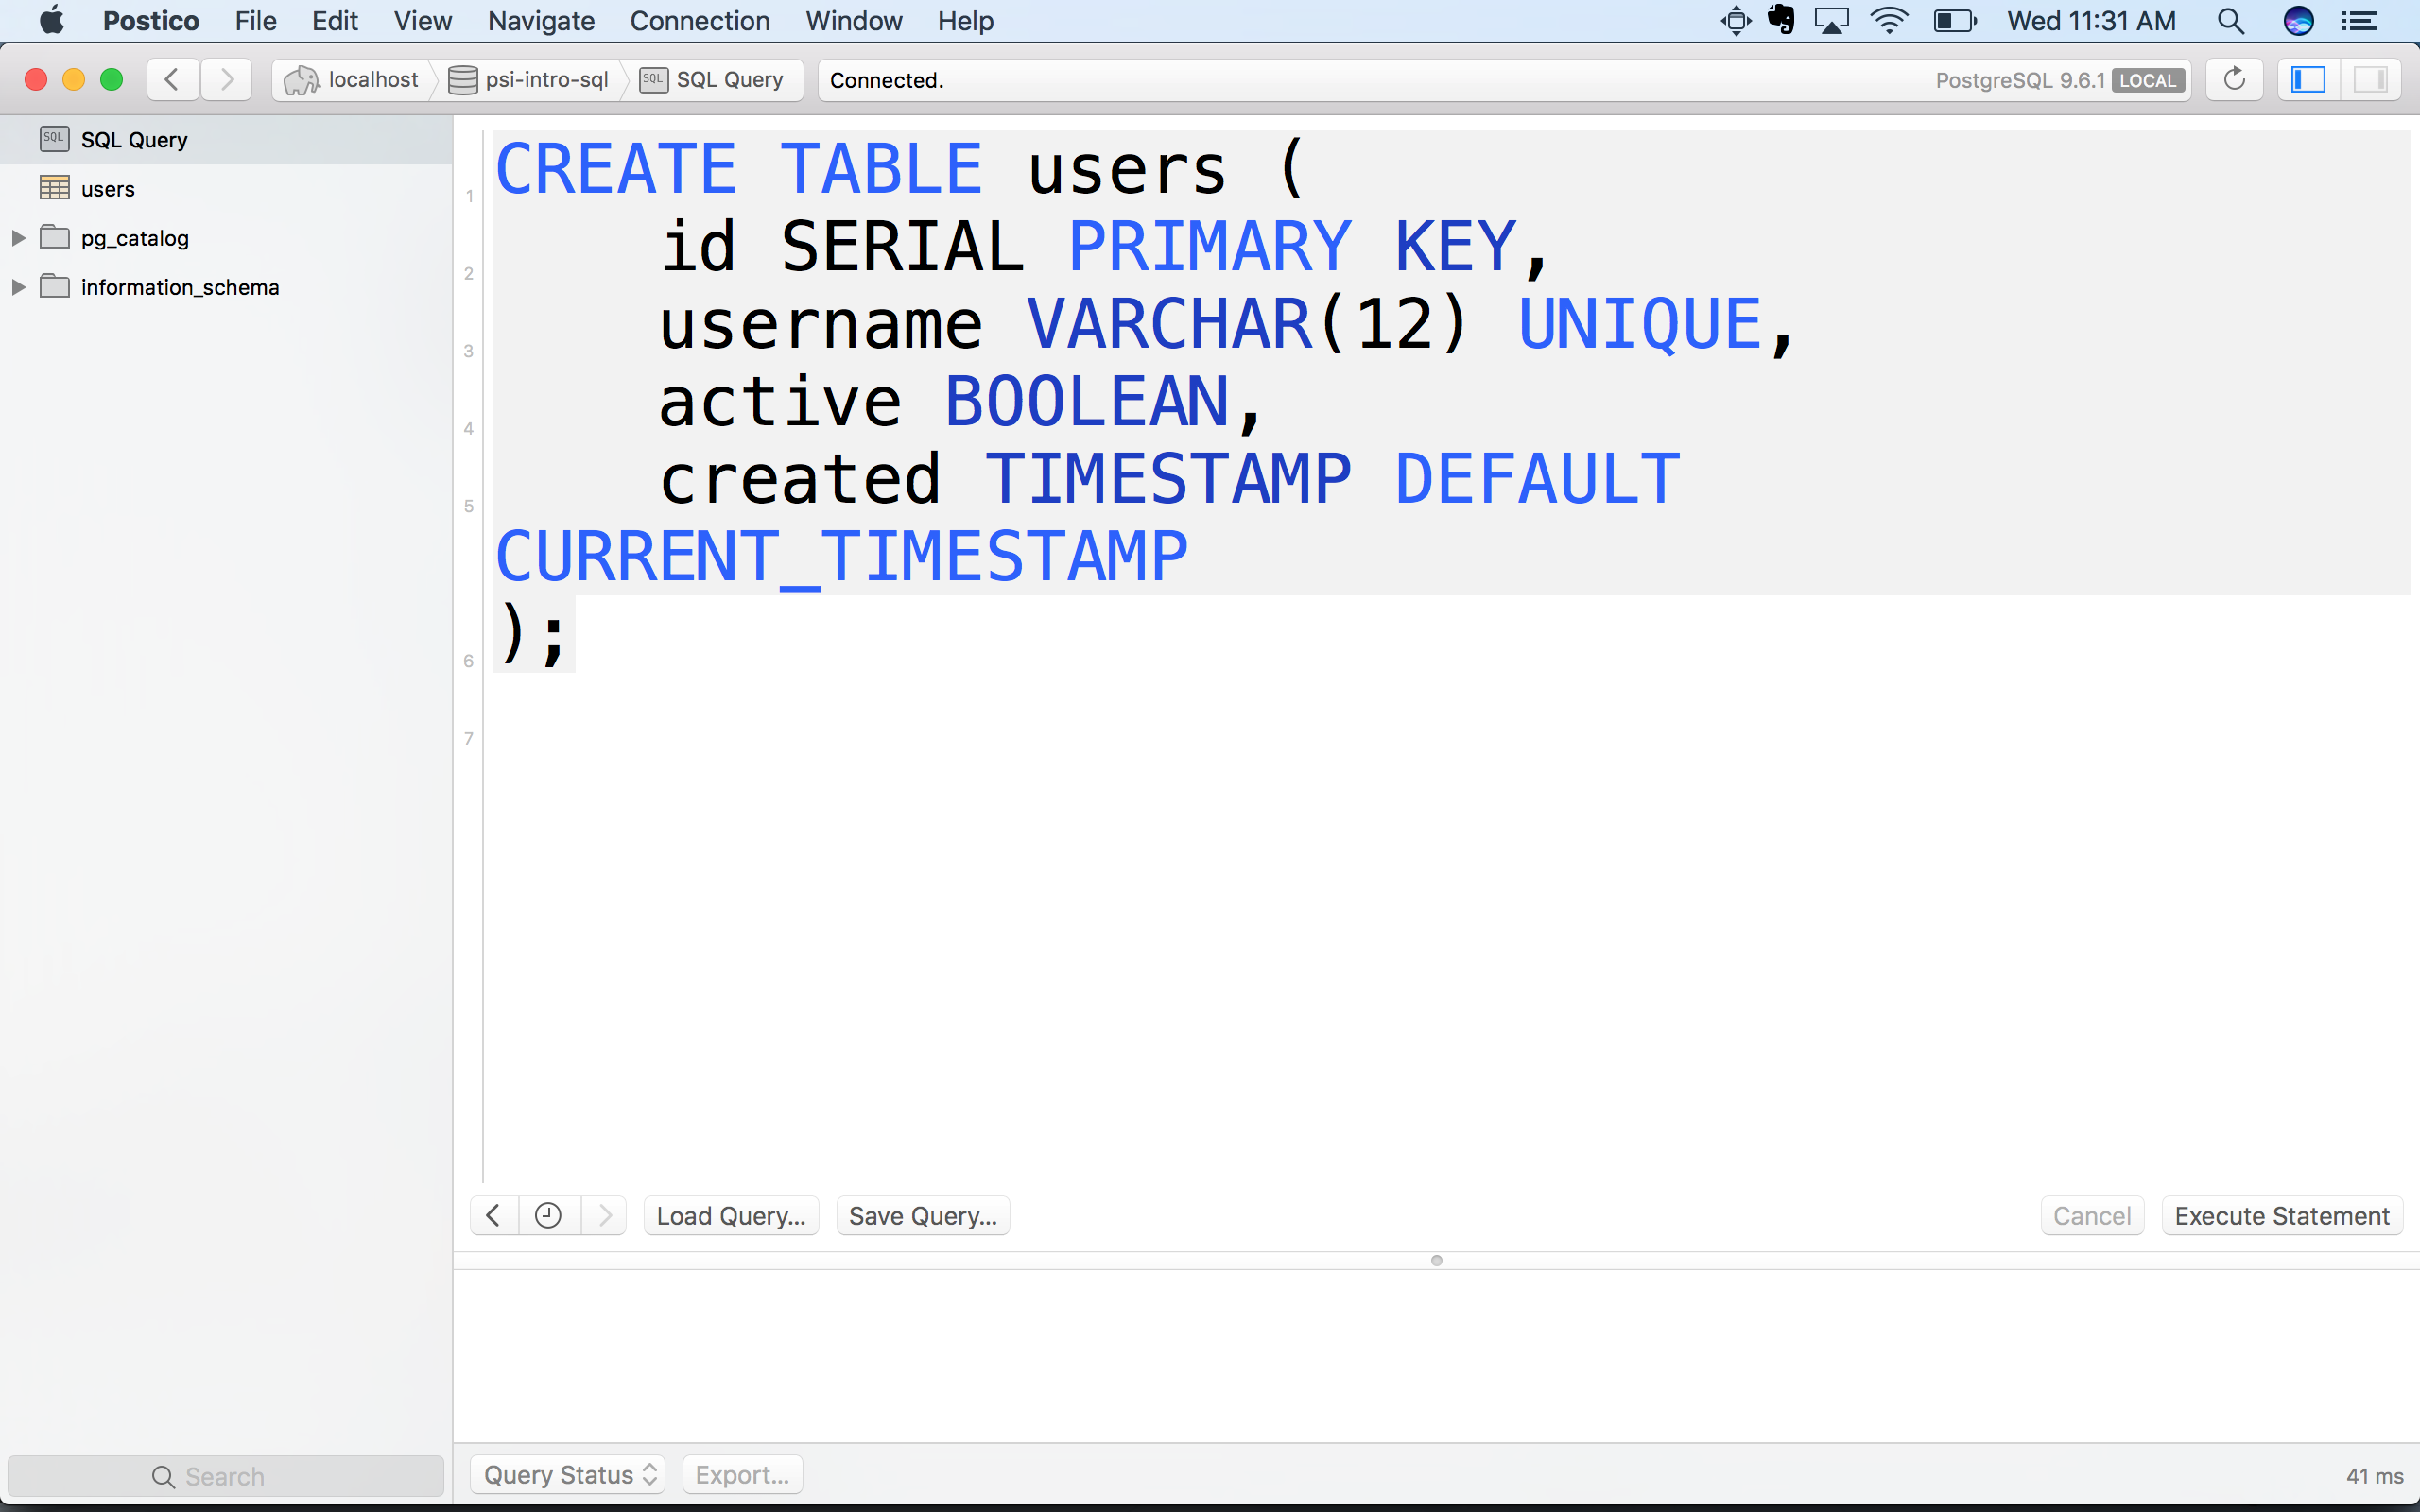 Postico File Edit View Navigate Connection Window Help Wed 11:31 AM
localhost psi-intro-sql SQL SQL Query Connected. PostgreSQL 9.6.1 LOCAL
SQL SQL Query
users
pg_catalog
information_schema
1 CREATE TABLE users (
2 id SERIAL PRIMARY KEY,
3 username VARCHAR(12) UNIQUE,
4 active BOOLEAN,
5 created TIMESTAMP DEFAULT
CURRENT_TIMESTAMP
6 );
7
Load Query... Save Query... Cancel Execute Statement
Search Query Status Export... 41 ms